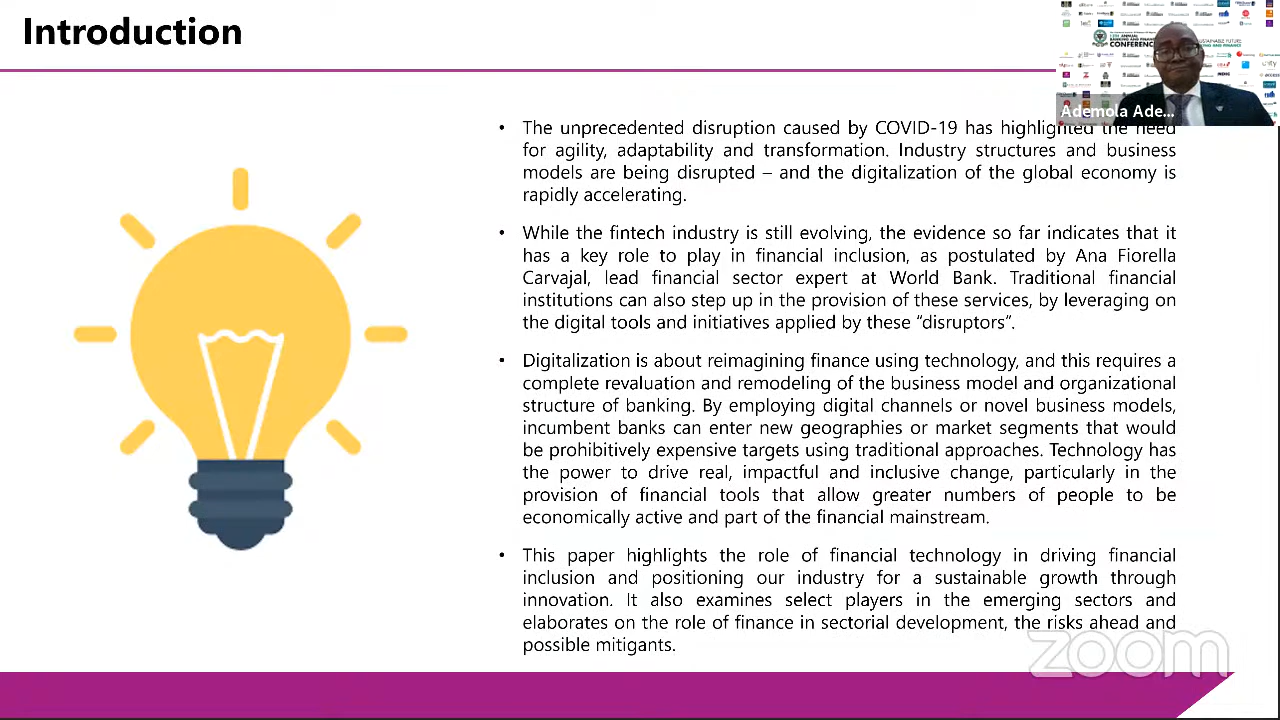 Introduction
12TH ANNUAL
BANKING AND FINANCE
CONFERENCE
Ademola Ade...
• The unprecedented disruption caused by COVID-19 has highlighted the need
for agility, adaptability and transformation. Industry structures and business
models are being disrupted – and the digitalization of the global economy is
rapidly accelerating.
• While the fintech industry is still evolving, the evidence so far indicates that it
has a key role to play in financial inclusion, as postulated by Ana Fiorella
Carvajal, lead financial sector expert at World Bank. Traditional financial
institutions can also step up in the provision of these services, by leveraging on
the digital tools and initiatives applied by these “disruptors”.
• Digitalization is about reimagining finance using technology, and this requires a
complete revaluation and remodeling of the business model and organizational
structure of banking. By employing digital channels or novel business models,
incumbent banks can enter new geographies or market segments that would
be prohibitively expensive targets using traditional approaches. Technology has
the power to drive real, impactful and inclusive change, particularly in the
provision of financial tools that allow greater numbers of people to be
economically active and part of the financial mainstream.
• This paper highlights the role of financial technology in driving financial
inclusion and positioning our industry for a sustainable growth through
innovation. It also examines select players in the emerging sectors and
elaborates on the role of finance in sectorial development, the risks ahead and
possible mitigants.
zoom